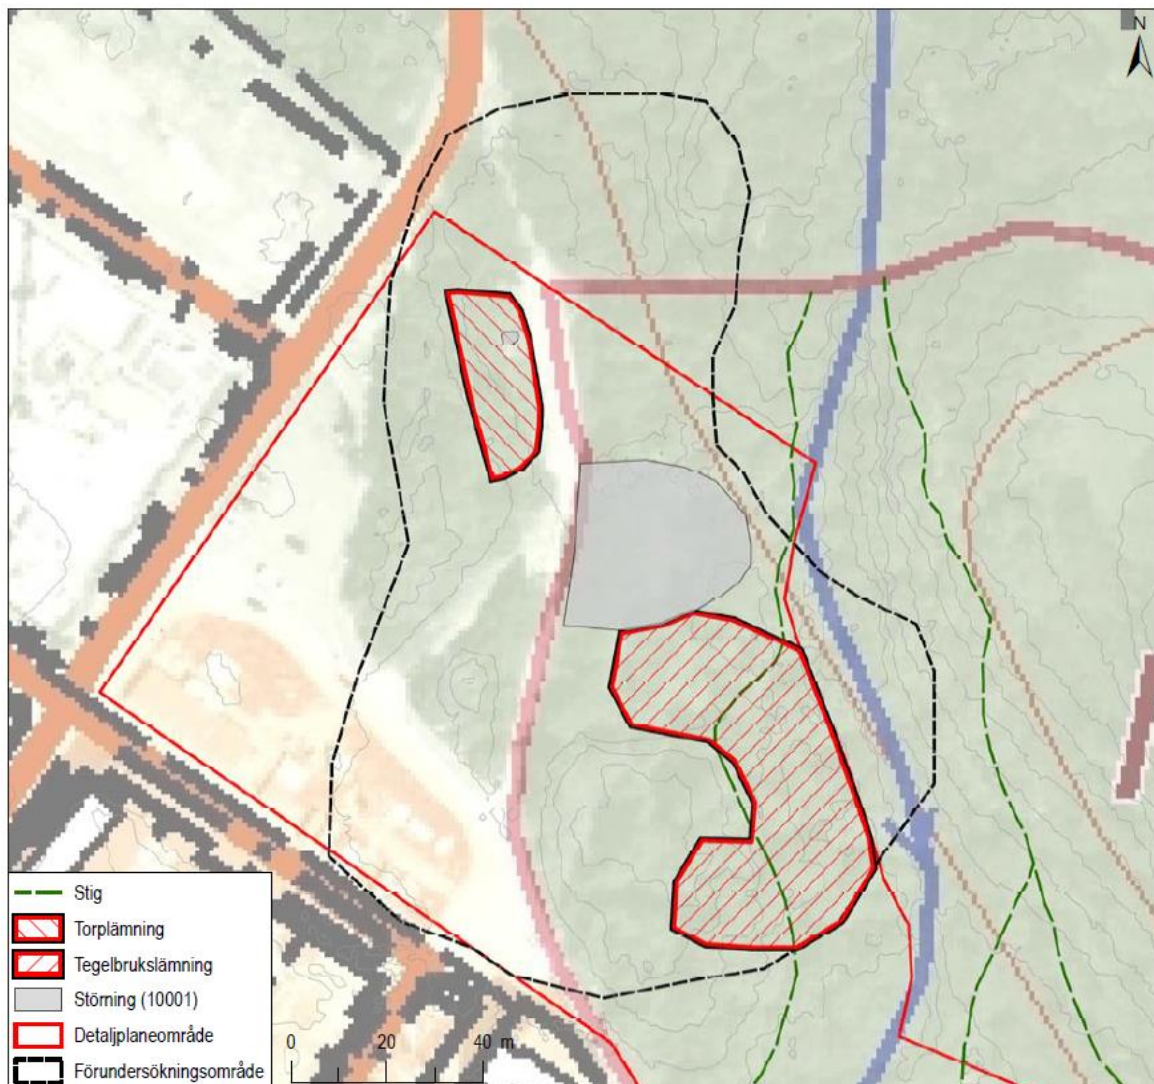 N
Stig
Torplämning
Tegelbrukslämning
Störning (10001)
Detaljplaneområde
Förundersökningsområde
0 20 40 m